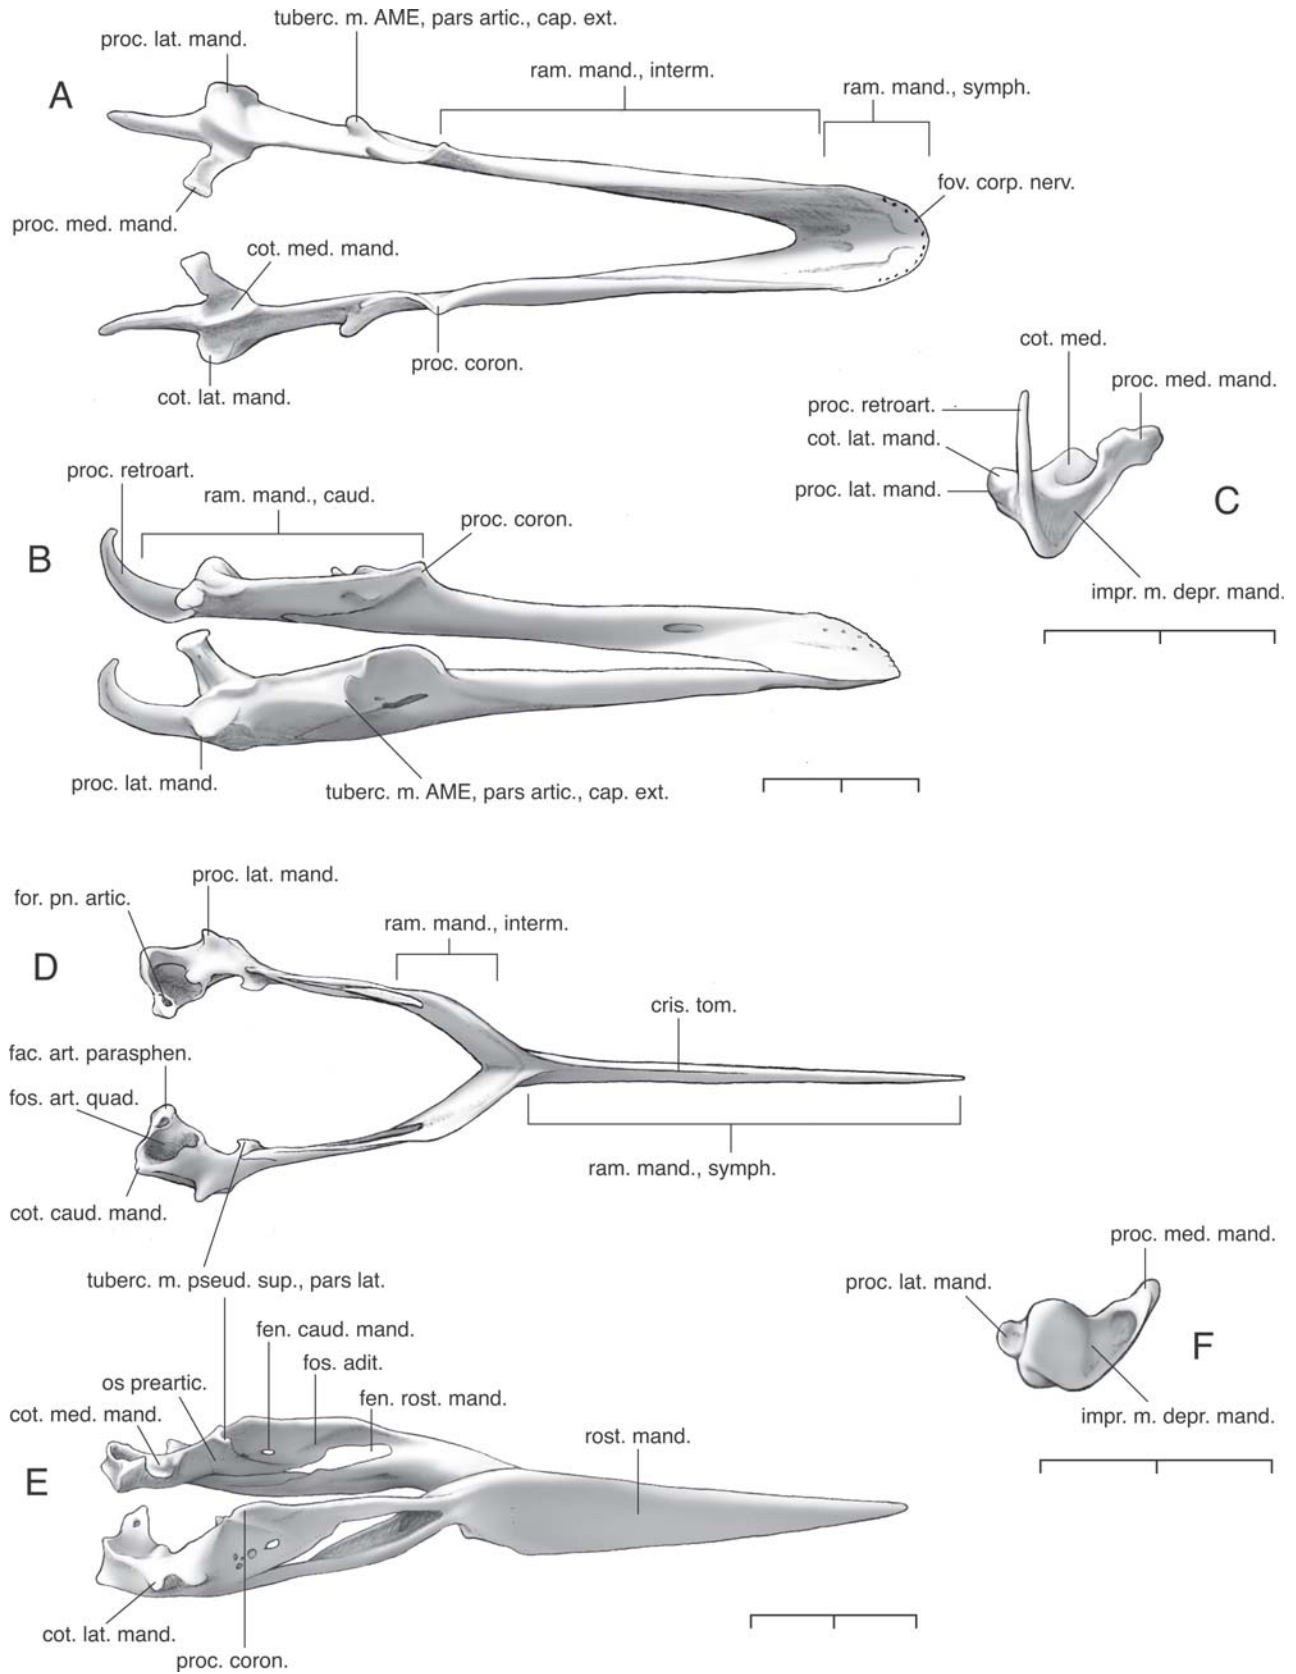 tuberc. m. AME, pars artic., cap. ext.
proc. lat. mand.
ram. mand., interm.
ram. mand., symph.
A
fov. corp. nerv.
proc. med. mand.
cot. med. mand.
proc. coron.
cot. lat. mand.
cot. med.
proc. med. mand.
proc. retroart.
cot. lat. mand.
proc. lat. mand.
C
impr. m. depr. mand.
proc. retroart.
ram. mand., caud.
proc. coron.
B
proc. lat. mand.
tuberc. m. AME, pars artic., cap. ext.
proc. lat. mand.
for. pn. artic.
ram. mand., interm.
D
cris. tom.
fac. art. parasphen.
fos. art. quad.
ram. mand., symph.
cot. caud. mand.
tuberc. m. pseud. sup., pars lat.
proc. med. mand.
proc. lat. mand.
F
impr. m. depr. mand.
fen. caud. mand.
fos. adit.
os preartic.
fen. rost. mand.
cot. med. mand.
rost. mand.
E
cot. lat. mand.
proc. coron.